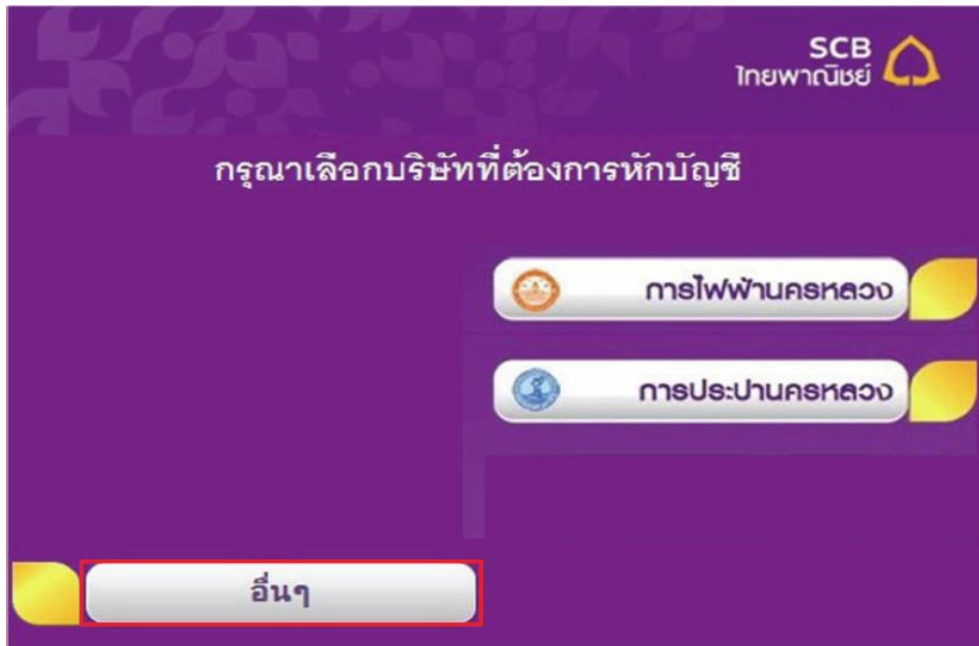 SCB
ไทยพาณิชย์
กรุณาเลือกบริษัทที่ต้องการหักบัญชี
การไฟฟ้านครหลวง
การประปานครหลวง
อื่นๆ